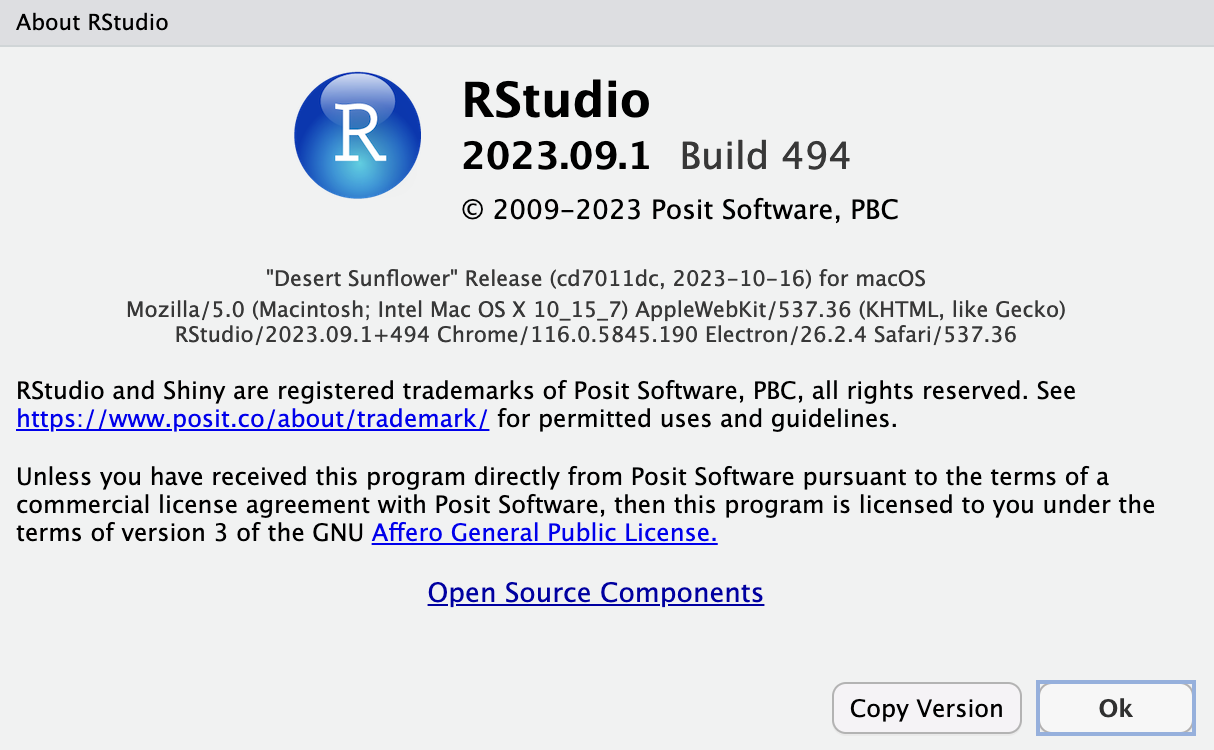 About RStudio
R
RStudio
2023.09.1 Build 494
© 2009-2023 Posit Software, PBC
"Desert Sunflower" Release (cd7011dc, 2023-10-16) for macOS
Mozilla/5.0 (Macintosh; Intel Mac OS X 10_15_7) AppleWebKit/537.36 (KHTML, like Gecko)
RStudio/2023.09.1+494 Chrome/116.0.5845.190 Electron/26.2.4 Safari/537.36
RStudio and Shiny are registered trademarks of Posit Software, PBC, all rights reserved. See
https://www.posit.co/about/trademark/ for permitted uses and guidelines.
Unless you have received this program directly from Posit Software pursuant to the terms of a
commercial license agreement with Posit Software, then this program is licensed to you under the
terms of version 3 of the GNU Affero General Public License.
Open Source Components
Copy Version
Ok